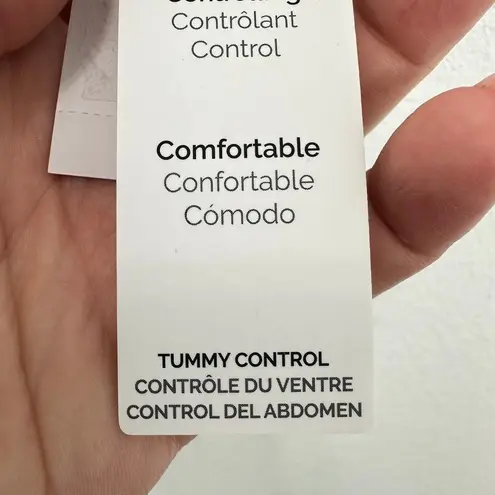 Contrôlant
Control
Comfortable
Confortable
Cómodo
TUMMY CONTROL
CONTRÔLE DU VENTRE
CONTROL DEL ABDOMEN